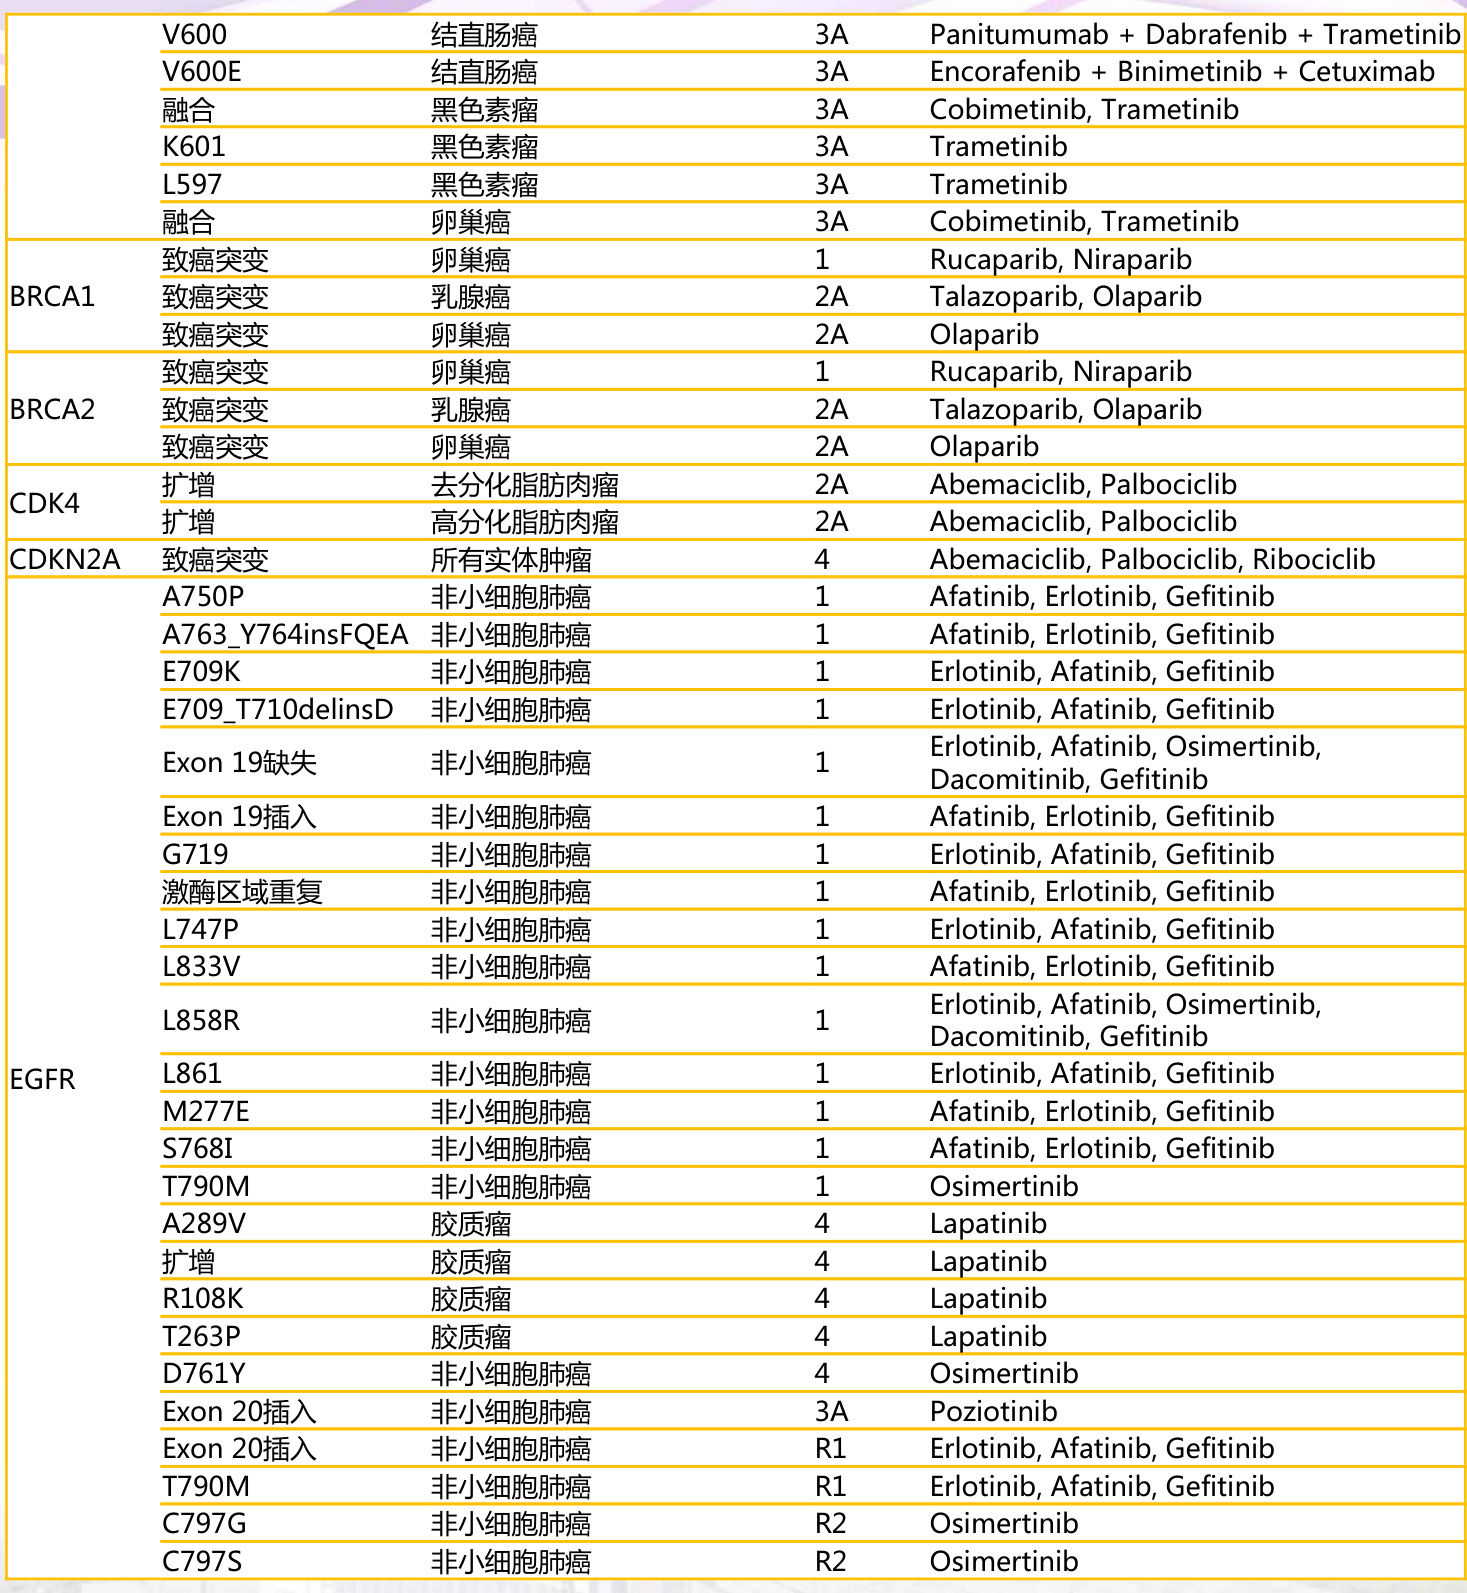 V600 结直肠癌 3A Panitumumab + Dabrafenib + Trametinib
V600E 结直肠癌 3A Encorafenib + Binimetinib + Cetuximab
融合 黑色素瘤 3A Cobimetinib, Trametinib
K601 黑色素瘤 3A Trametinib
L597 黑色素瘤 3A Trametinib
融合 卵巢癌 3A Cobimetinib, Trametinib
致癌突变 卵巢癌 1 Rucaparib, Niraparib
BRCA1 致癌突变 乳腺癌 2A Talazoparib, Olaparib
致癌突变 卵巢癌 2A Olaparib
致癌突变 卵巢癌 1 Rucaparib, Niraparib
BRCA2 致癌突变 乳腺癌 2A Talazoparib, Olaparib
致癌突变 卵巢癌 2A Olaparib
CDK4
扩增 去分化脂肪肉瘤 2A Abemaciclib, Palbociclib
扩增 高分化脂肪肉瘤 2A Abemaciclib, Palbociclib
CDKN2A 致癌突变 所有实体肿瘤 4 Abemaciclib, Palbociclib, Ribociclib
EGFR
A750P 非小细胞肺癌 1 Afatinib, Erlotinib, Gefitinib
A763_Y764insFQEA 非小细胞肺癌 1 Afatinib, Erlotinib, Gefitinib
E709K 非小细胞肺癌 1 Erlotinib, Afatinib, Gefitinib
E709_T710delinsD 非小细胞肺癌 1 Erlotinib, Afatinib, Gefitinib
Exon 19缺失 非小细胞肺癌 1 Erlotinib, Afatinib, Osimertinib,
Dacomitinib, Gefitinib
Exon 19插入 非小细胞肺癌 1 Afatinib, Erlotinib, Gefitinib
G719 非小细胞肺癌 1 Erlotinib, Afatinib, Gefitinib
激酶区域重复 非小细胞肺癌 1 Afatinib, Erlotinib, Gefitinib
L747P 非小细胞肺癌 1 Erlotinib, Afatinib, Gefitinib
L833V 非小细胞肺癌 1 Afatinib, Erlotinib, Gefitinib
L858R 非小细胞肺癌 1 Erlotinib, Afatinib, Osimertinib,
Dacomitinib, Gefitinib
L861 非小细胞肺癌 1 Erlotinib, Afatinib, Gefitinib
M277E 非小细胞肺癌 1 Afatinib, Erlotinib, Gefitinib
S768I 非小细胞肺癌 1 Afatinib, Erlotinib, Gefitinib
T790M 非小细胞肺癌 1 Osimertinib
A289V 胶质瘤 4 Lapatinib
扩增 胶质瘤 4 Lapatinib
R108K 胶质瘤 4 Lapatinib
T263P 胶质瘤 4 Lapatinib
D761Y 非小细胞肺癌 4 Osimertinib
Exon 20插入 非小细胞肺癌 3A Poziotinib
Exon 20插入 非小细胞肺癌 R1 Erlotinib, Afatinib, Gefitinib
T790M 非小细胞肺癌 R1 Erlotinib, Afatinib, Gefitinib
C797G 非小细胞肺癌 R2 Osimertinib
C797S 非小细胞肺癌 R2 Osimertinib